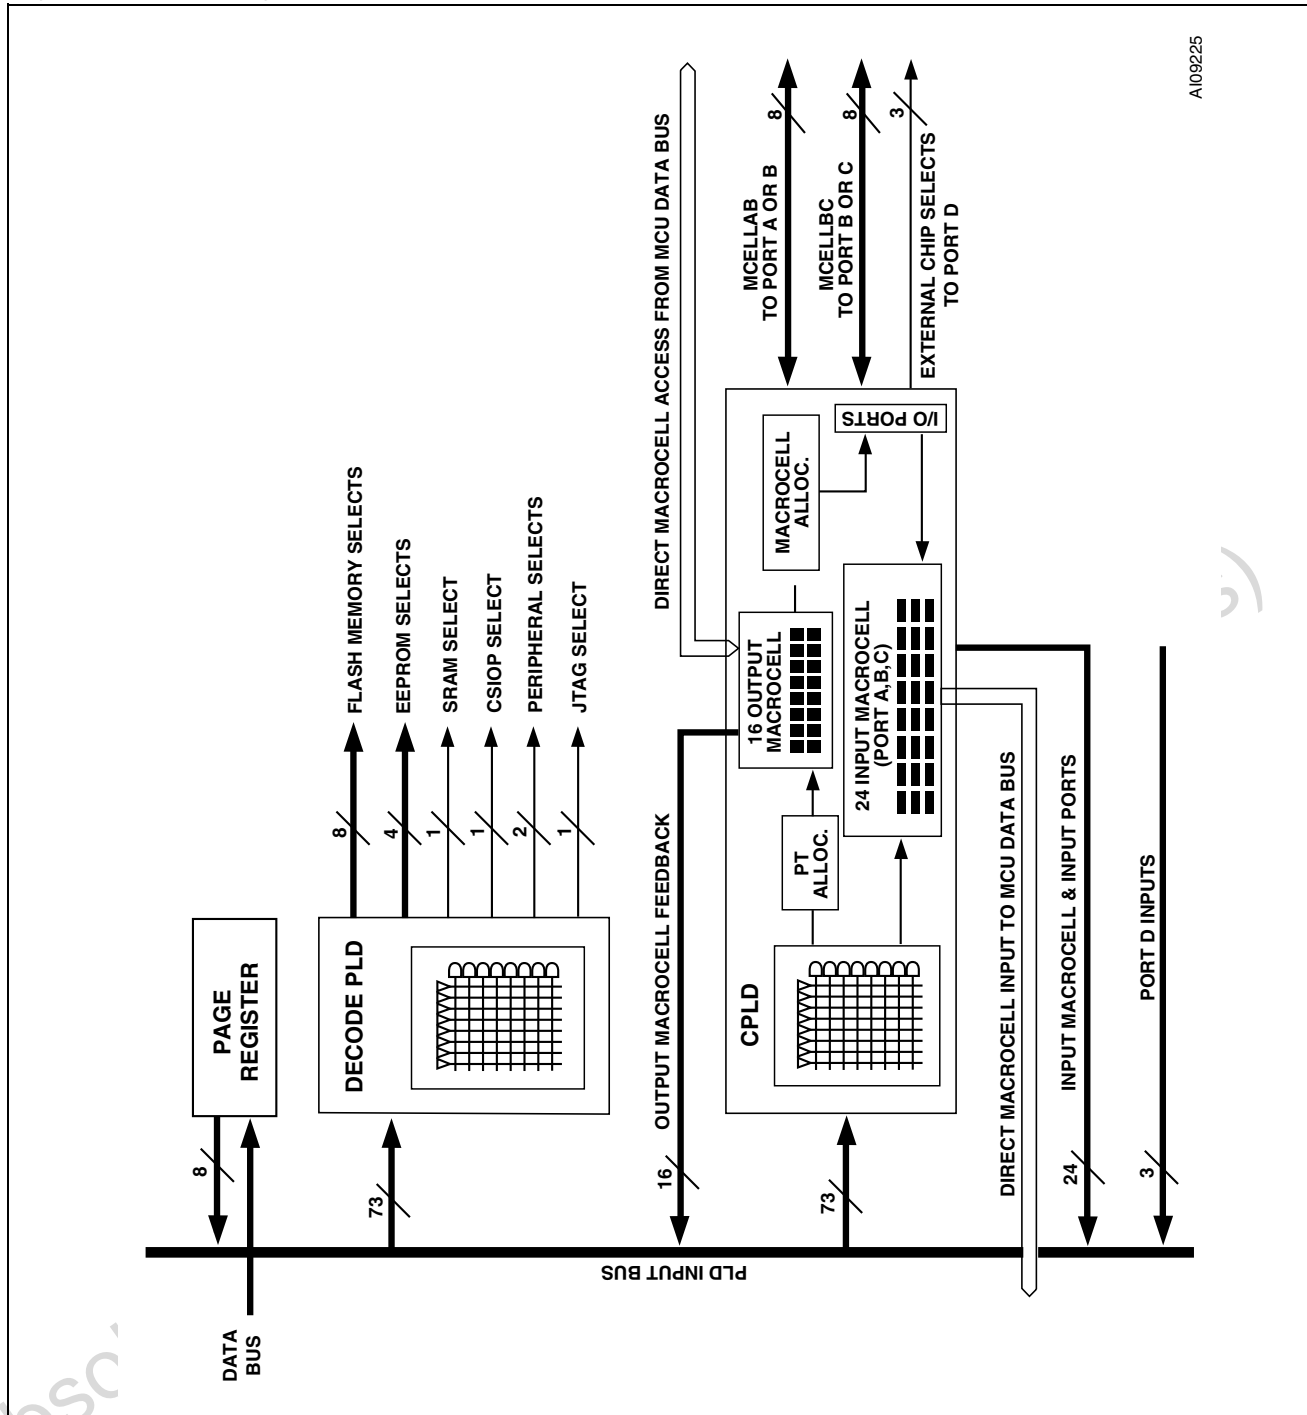 DATA
BUS
8
PAGE
REGISTER
73
DECODE PLD
8
FLASH MEMORY SELECTS
4
EEPROM SELECTS
1
SRAM SELECT
1
CSIOP SELECT
2
PERIPHERAL SELECTS
1
JTAG SELECT
PLD INPUT BUS
16
OUTPUT MACROCELL FEEDBACK
DIRECT MACROCELL ACCESS FROM MCU DATA BUS
73
CPLD
PT
ALLOC.
16 OUTPUT
MACROCELL
MACROCELL
ALLOC.
I/O PORTS
24 INPUT MACROCELL
(PORT A,B,C)
MCELLAB
TO PORT A OR B
8
MCELLBC
TO PORT B OR C
8
EXTERNAL CHIP SELECTS
TO PORT D
3
DIRECT MACROCELL INPUT TO MCU DATA BUS
24
INPUT MACROCELL & INPUT PORTS
3
PORT D INPUTS
AI09225